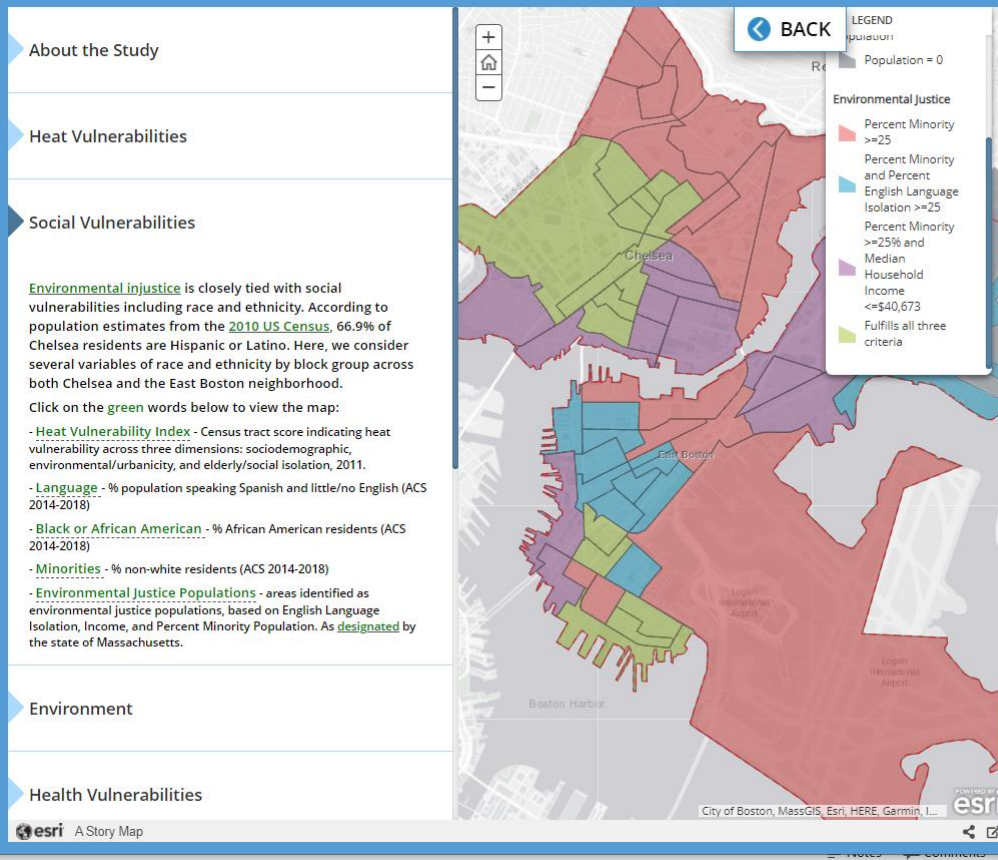 About the Study
Heat Vulnerabilities
Social Vulnerabilities
Environmental injustice is closely tied with social
vulnerabilities including race and ethnicity. According to
population estimates from the 2010 US Census, 66.9% of
Chelsea residents are Hispanic or Latino. Here, we consider
several variables of race and ethnicity by block group across
both Chelsea and the East Boston neighborhood.
Click on the green words below to view the map:
- Heat Vulnerability Index - Census tract score indicating heat
vulnerability across three dimensions: sociodemographic,
environmental/urbanicity, and elderly/social isolation, 2011.
- Language - % population speaking Spanish and little/no English (ACS
2014-2018)
- Black or African American - % African American residents (ACS
2014-2018)
- Minorities - % non-white residents (ACS 2014-2018)
- Environmental Justice Populations - areas identified as
environmental justice populations, based on English Language
Isolation, Income, and Percent Minority Population. As designated by
the state of Massachusetts.
Environment
Health Vulnerabilities
esri A Story Map
+
−
BACK
LEGEND
Population
Population = 0
Environmental Justice
Percent Minority
>=25
Percent Minority
and Percent
English Language
Isolation >=25
Percent Minority
>=25% and
Median
Household
Income
<=$40,673
Fulfills all three
criteria
Re
Chelsea
East Boston
Logan
International
Airport
Logan
International
Airport
Boston Harbor
POWERED BY
esri
City of Boston, MassGIS, Esri, HERE, Garmin, I...
Notes
Comments